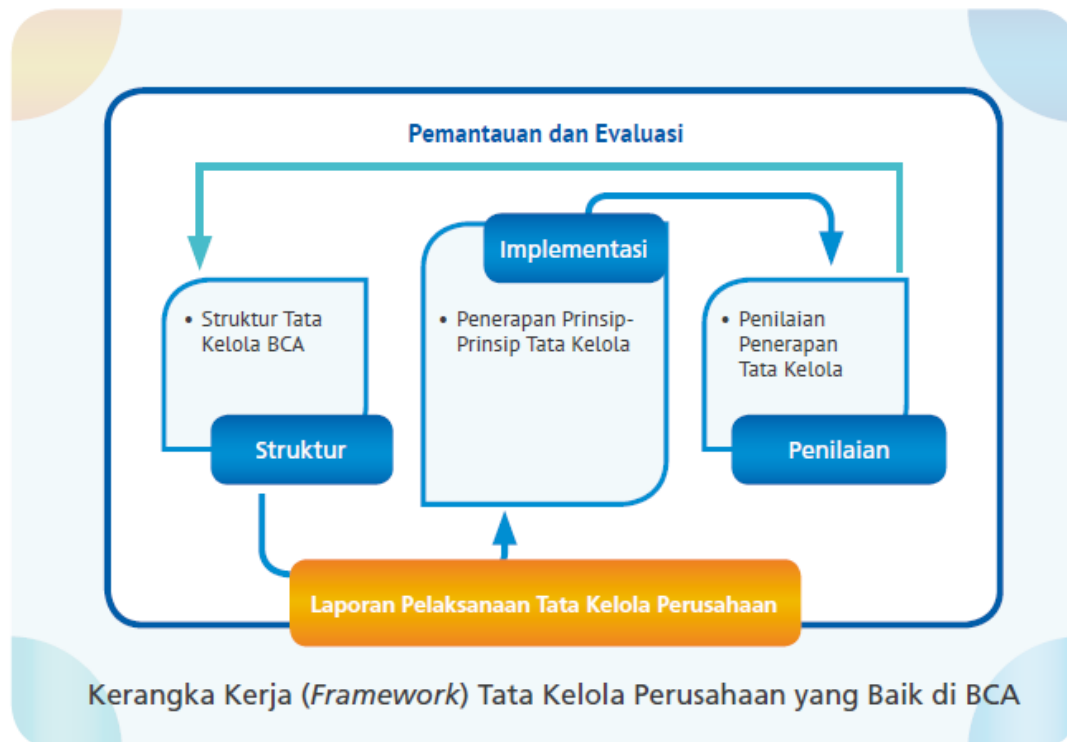 Pemantauan dan Evaluasi
• Struktur Tata
Kelola BCA
Struktur
Implementasi
• Penerapan Prinsip-
Prinsip Tata Kelola
• Penilaian
Penerapan
Tata Kelola
Penilaian
Laporan Pelaksanaan Tata Kelola Perusahaan
Kerangka Kerja (Framework) Tata Kelola Perusahaan yang Baik di BCA